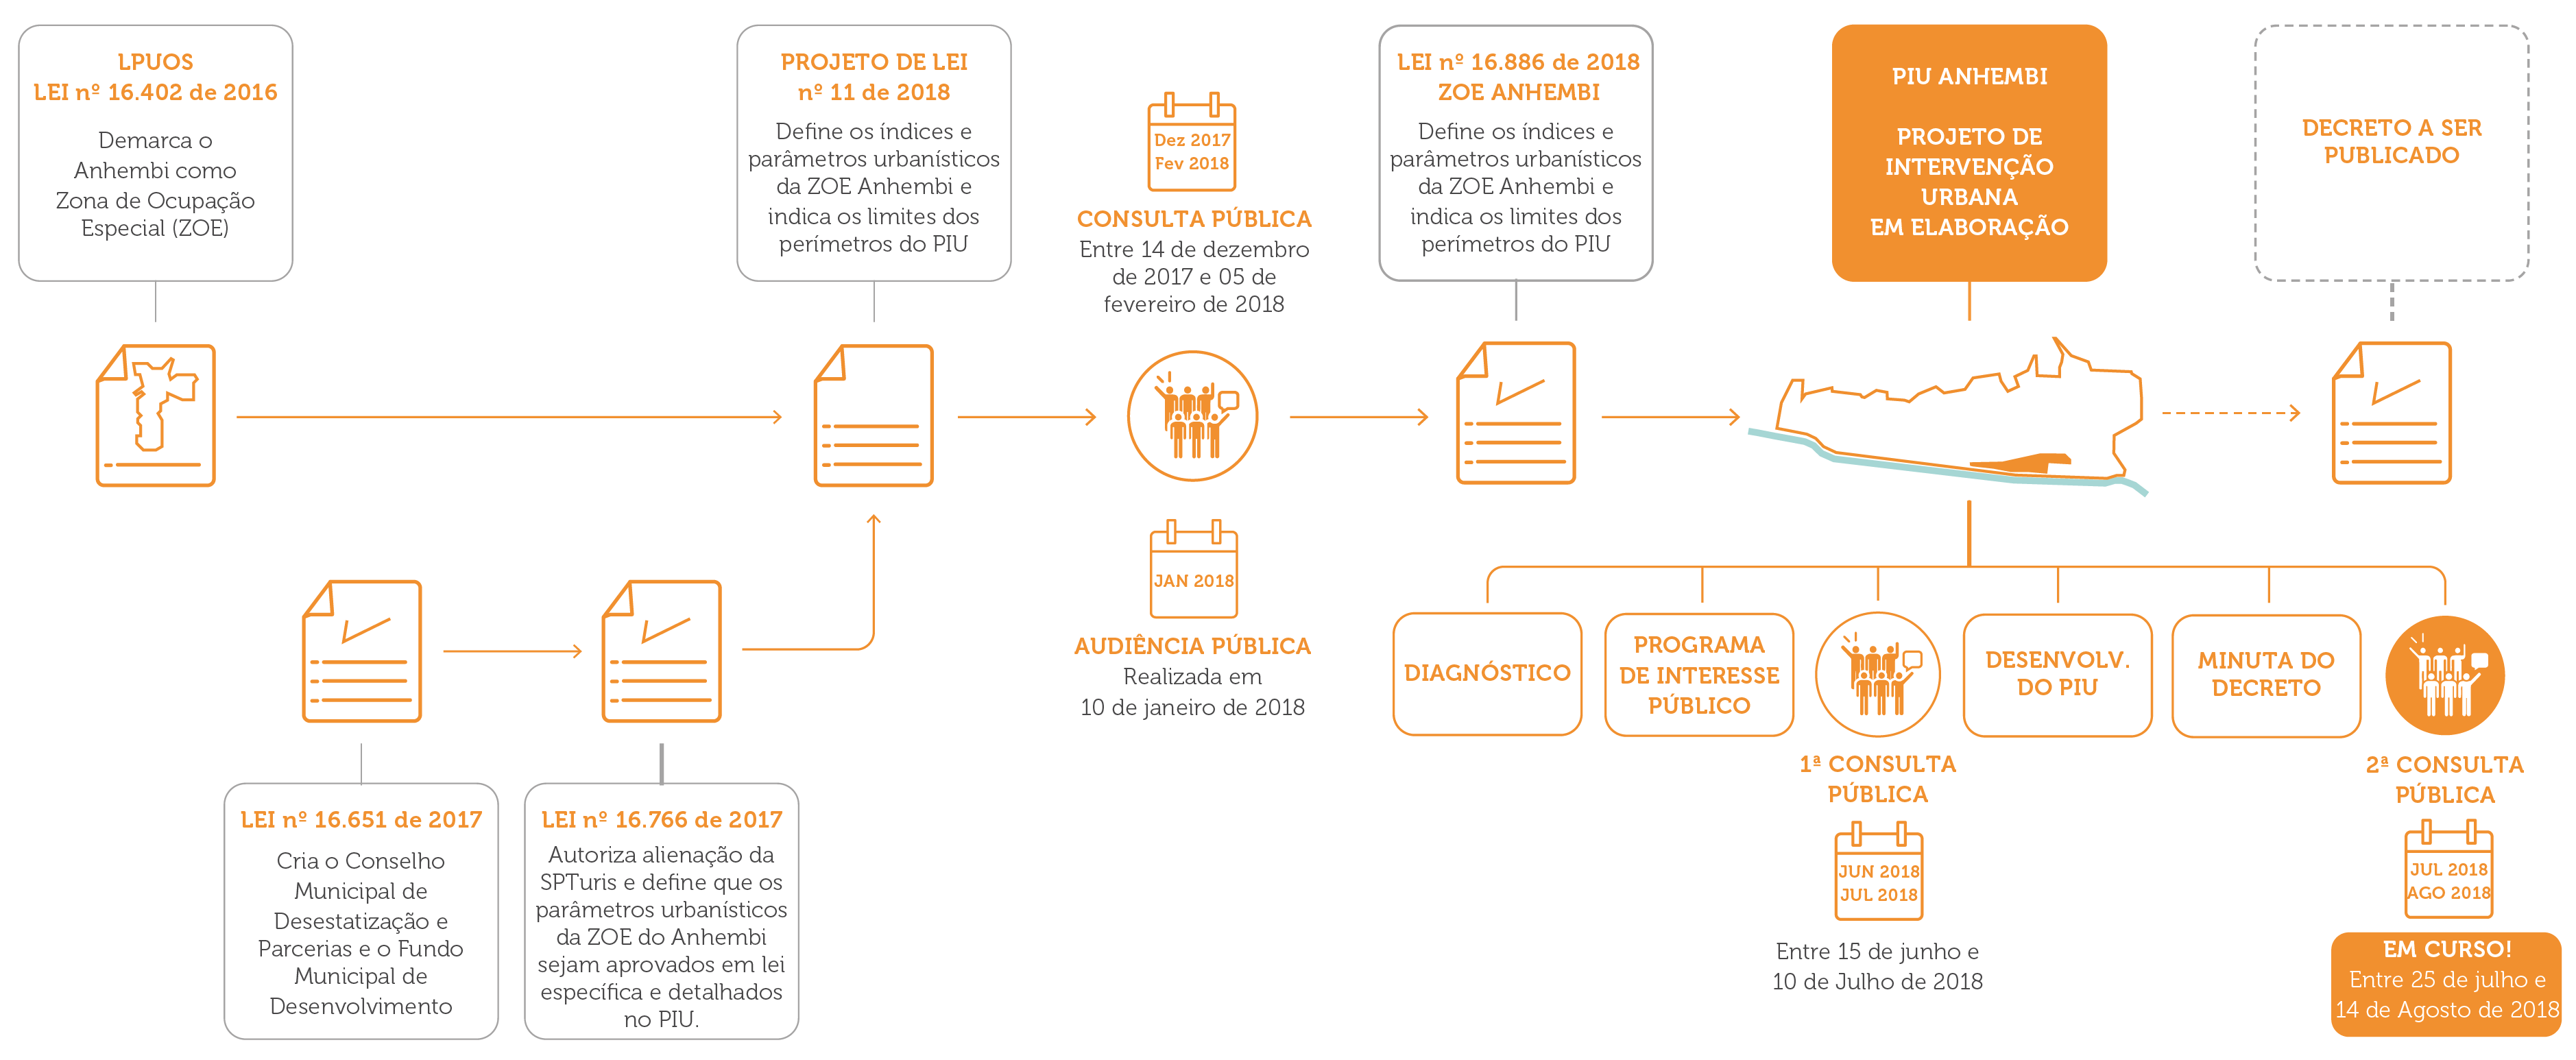 LPUOS
LEI nº 16.402 de 2016
Demarca o
Anhembi como
Zona de Ocupação
Especial (ZOE)
PROJETO DE LEI
nº 11 de 2018
Define os índices e
parâmetros urbanísticos
da ZOE Anhembi e
indica os limites dos
perímetros do PIU
Dez 2017
Fev 2018
CONSULTA PÚBLICA
Entre 14 de dezembro
de 2017 e 05 de
fevereiro de 2018
LEI nº 16.886 de 2018
ZOE ANHEMBI
Define os índices e
parâmetros urbanísticos
da ZOE Anhembi e
indica os limites dos
perímetros do PIU
PIU ANHEMBI
PROJETO DE
INTERVENÇÃO
URBANA
EM ELABORAÇÃO
DECRETO A SER
PUBLICADO
JAN 2018
AUDIÊNCIA PÚBLICA
Realizada em
10 de janeiro de 2018
LEI nº 16.651 de 2017
Cria o Conselho
Municipal de
Desestatização e
Parcerias e o Fundo
Municipal de
Desenvolvimento
LEI nº 16.766 de 2017
Autoriza alienação da
SPTuris e define que os
parâmetros urbanísticos
da ZOE do Anhembi
sejam aprovados em lei
específica e detalhados
no PIU.
DIAGNÓSTICO
PROGRAMA
DE INTERESSE
PÚBLICO
1ª CONSULTA
PÚBLICA
JUN 2018
JUL 2018
Entre 15 de junho e
10 de Julho de 2018
DESENVOLV.
DO PIU
MINUTA DO
DECRETO
2ª CONSULTA
PÚBLICA
JUL 2018
AGO 2018
EM CURSO!
Entre 25 de julho e
14 de Agosto de 2018